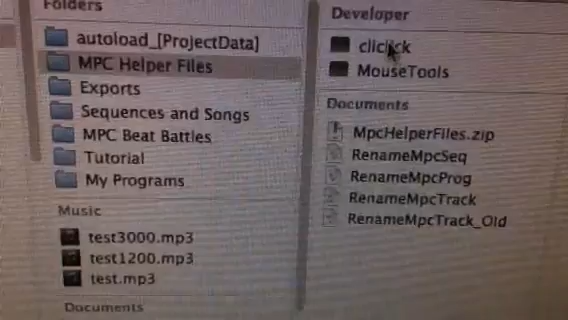 Folders
autoload_[ProjectData]
MPC Helper Files
Exports
Sequences and Songs
MPC Beat Battles
Tutorial
My Programs
Music
test3000.mp3
test1200.mp3
test.mp3
Documents
Developer
cliclick
MouseTools
Documents
MpcHelperFiles.zip
RenameMpcSeq
RenameMpcProg
RenameMpcTrack
RenameMpcTrack_Old